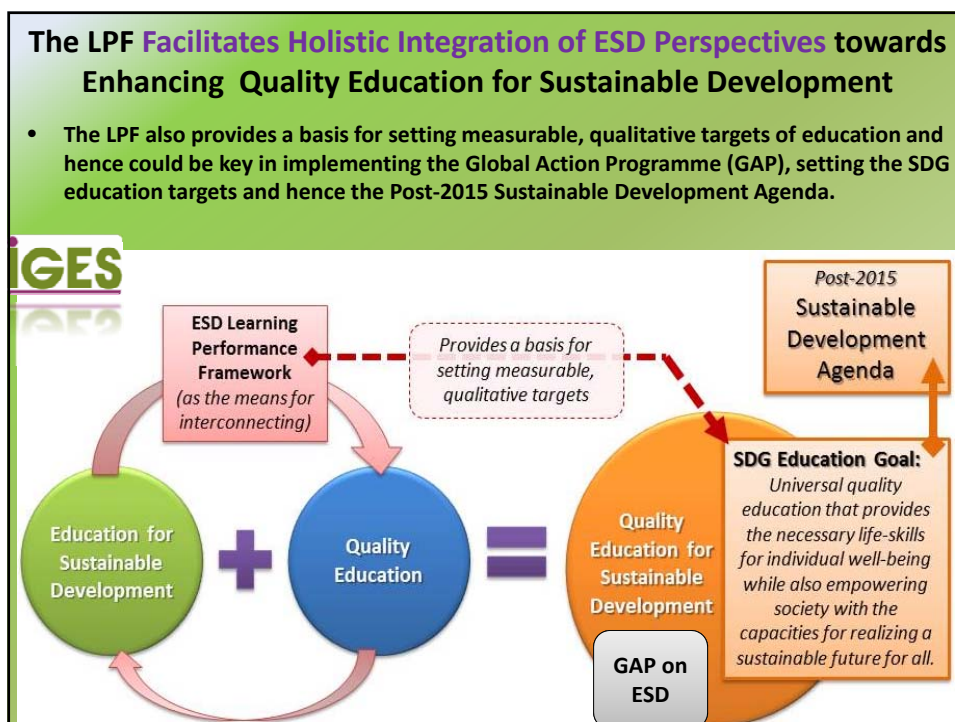 The LPF Facilitates Holistic Integration of ESD Perspectives towards
Enhancing Quality Education for Sustainable Development
• The LPF also provides a basis for setting measurable, qualitative targets of education and
hence could be key in implementing the Global Action Programme (GAP), setting the SDG
education targets and hence the Post-2015 Sustainable Development Agenda.
iGES
ESD Learning
Performance
Framework
(as the means for
interconnecting)
Provides a basis for
setting measurable,
qualitative targets
Post-2015
Sustainable
Development
Agenda
Education for
Sustainable
Development
Quality
Education
Quality
Education for
Sustainable
Development
SDG Education Goal:
Universal quality
education that provides
the necessary life-skills
for individual well-being
while also empowering
society with the
capacities for realizing a
sustainable future for all.
GAP on
ESD